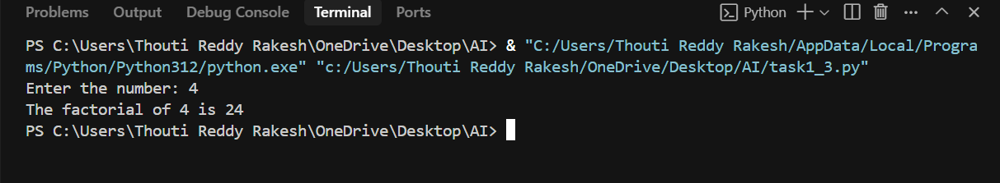 Problems Output Debug Console Terminal Ports Python
PS C:\Users\Thouti Reddy Rakesh\OneDrive\Desktop\AI> & "C:/Users/Thouti Reddy Rakesh/AppData/Local/Progra
ms/Python/Python312/python.exe" "c:/Users/Thouti Reddy Rakesh/OneDrive/Desktop/AI/task1_3.py"
Enter the number: 4
The factorial of 4 is 24
PS C:\Users\Thouti Reddy Rakesh\OneDrive\Desktop\AI>